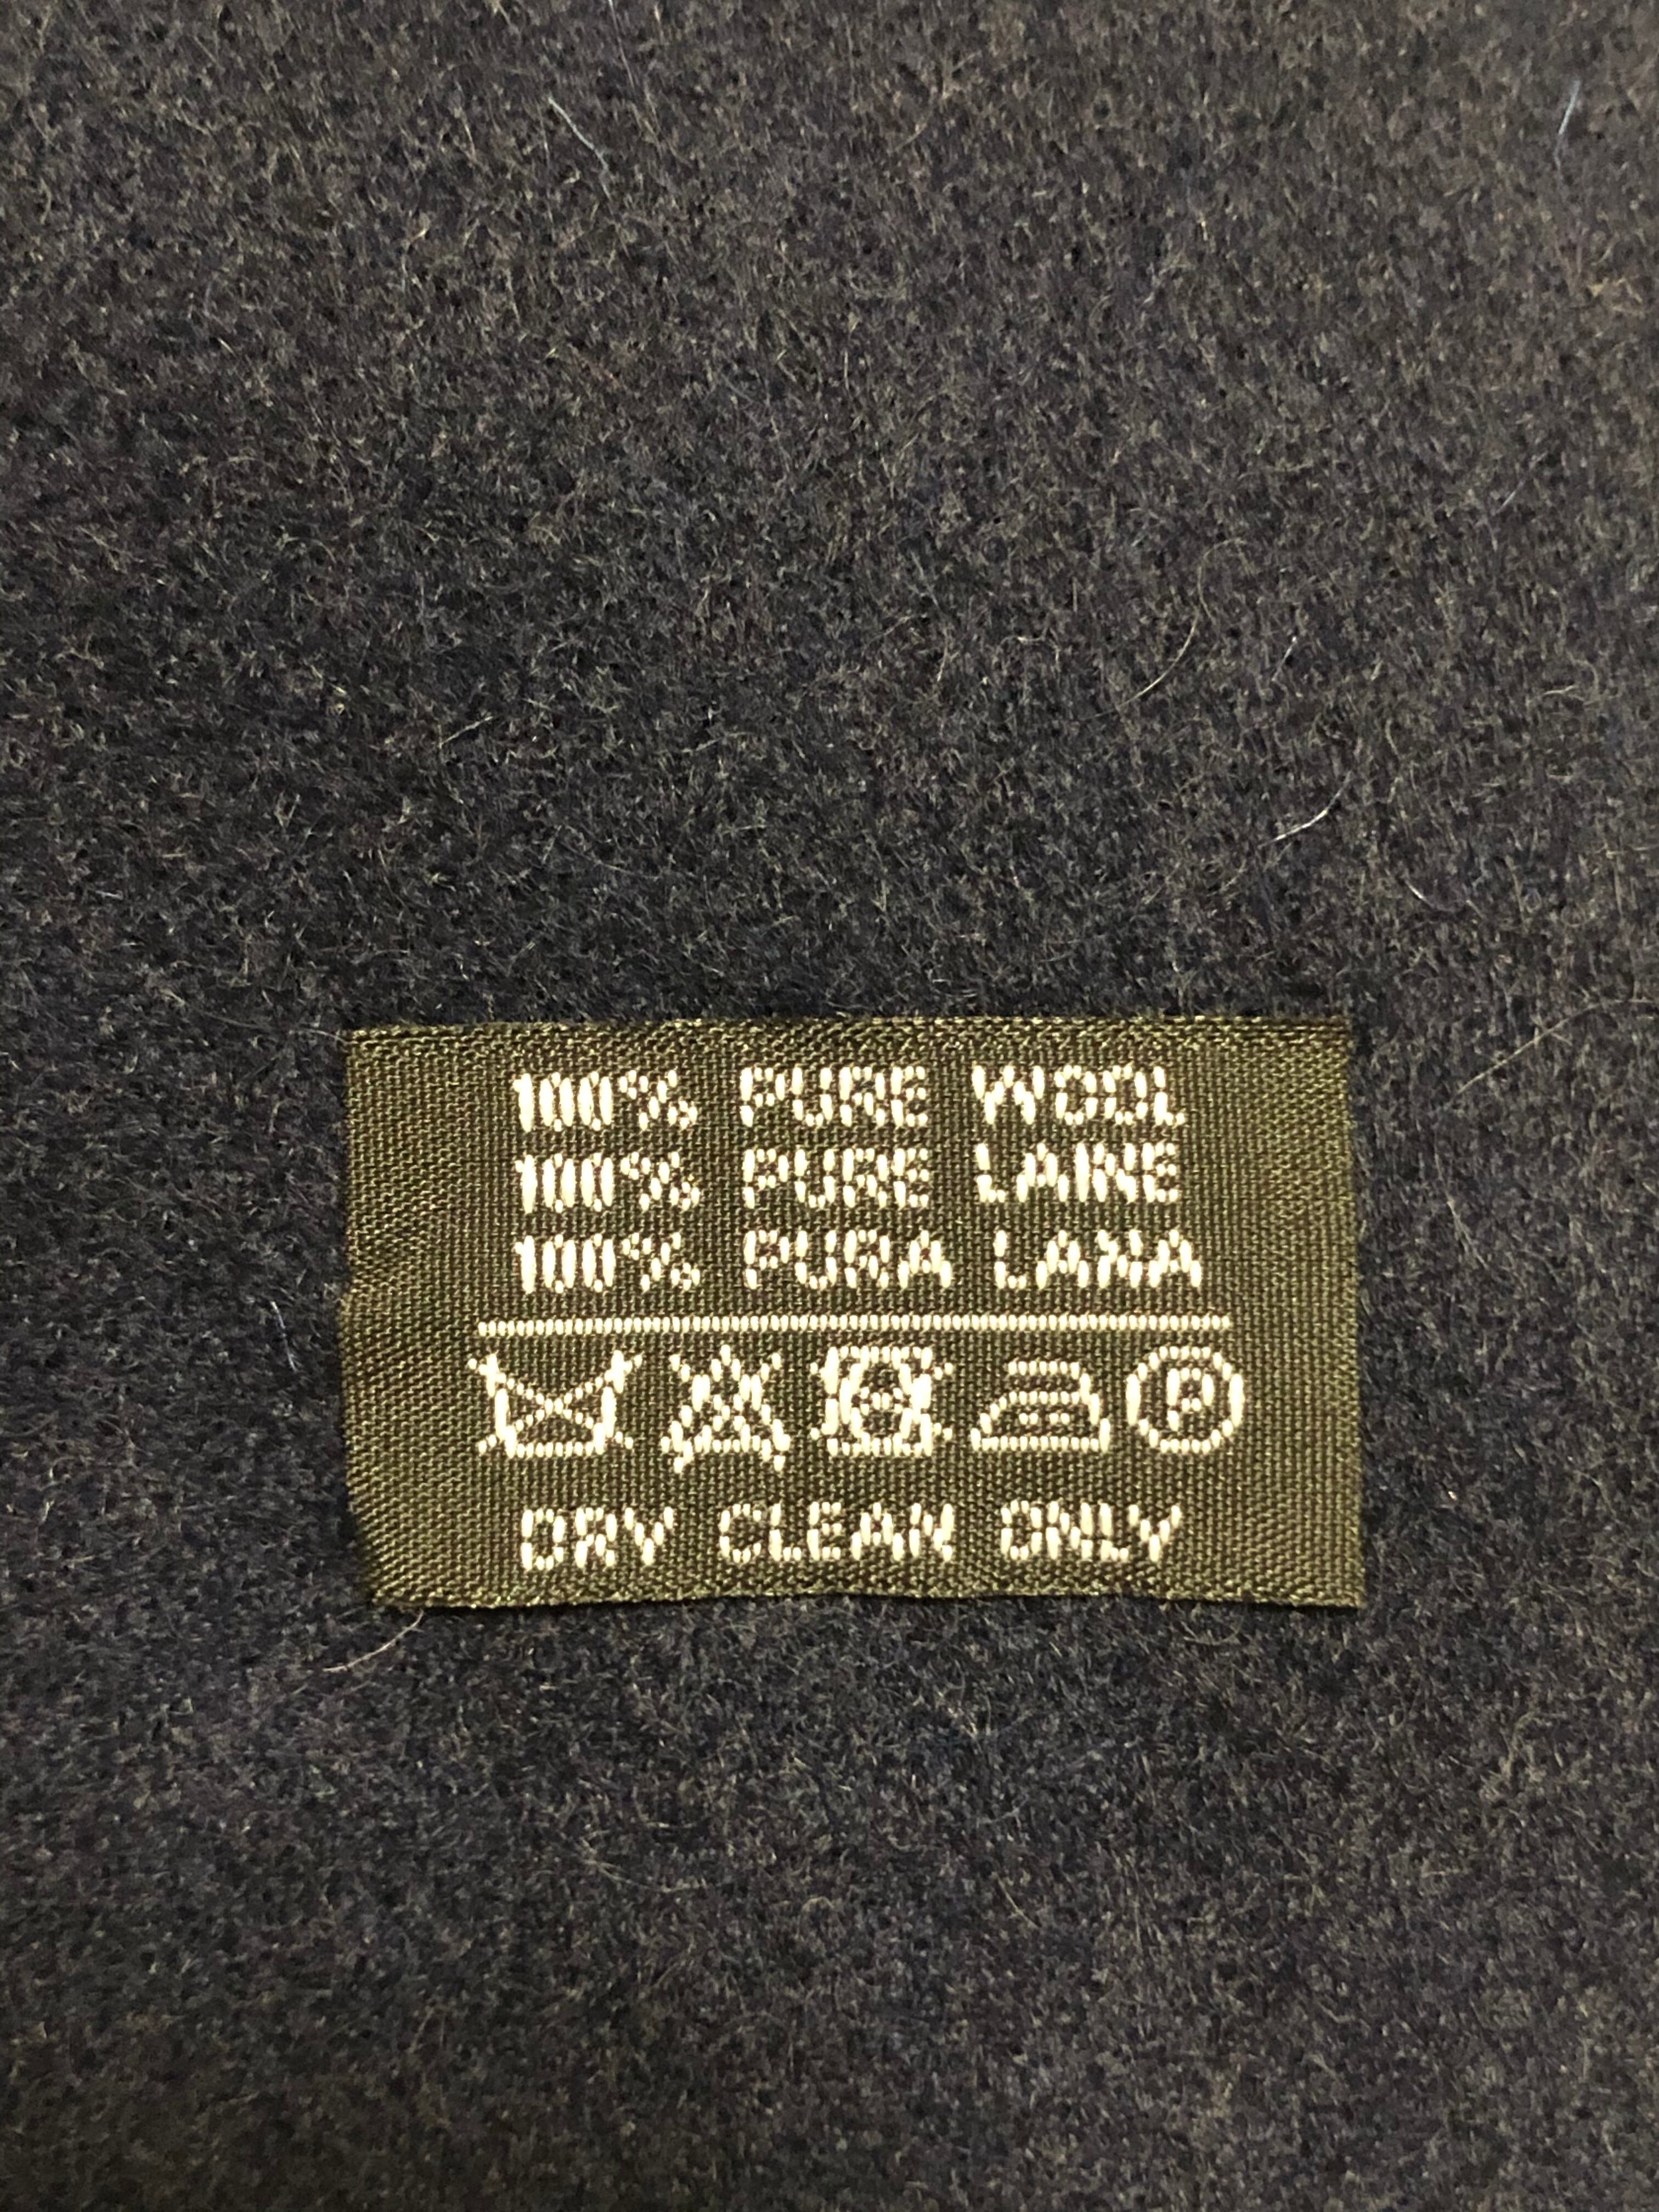 100% PURE WOOL
100% PURE LAINE
100% PURA LANA
P
DRY CLEAN ONLY